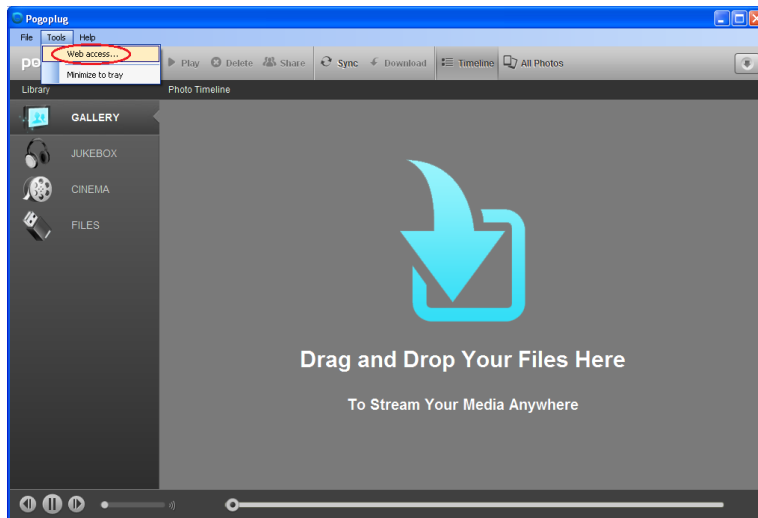 Pogoplug
File Tools Help
Web access...
Minimize to tray
Play Delete Share Sync Download Timeline All Photos
Library Photo Timeline
GALLERY
JUKEBOX
CINEMA
FILES
Drag and Drop Your Files Here
To Stream Your Media Anywhere